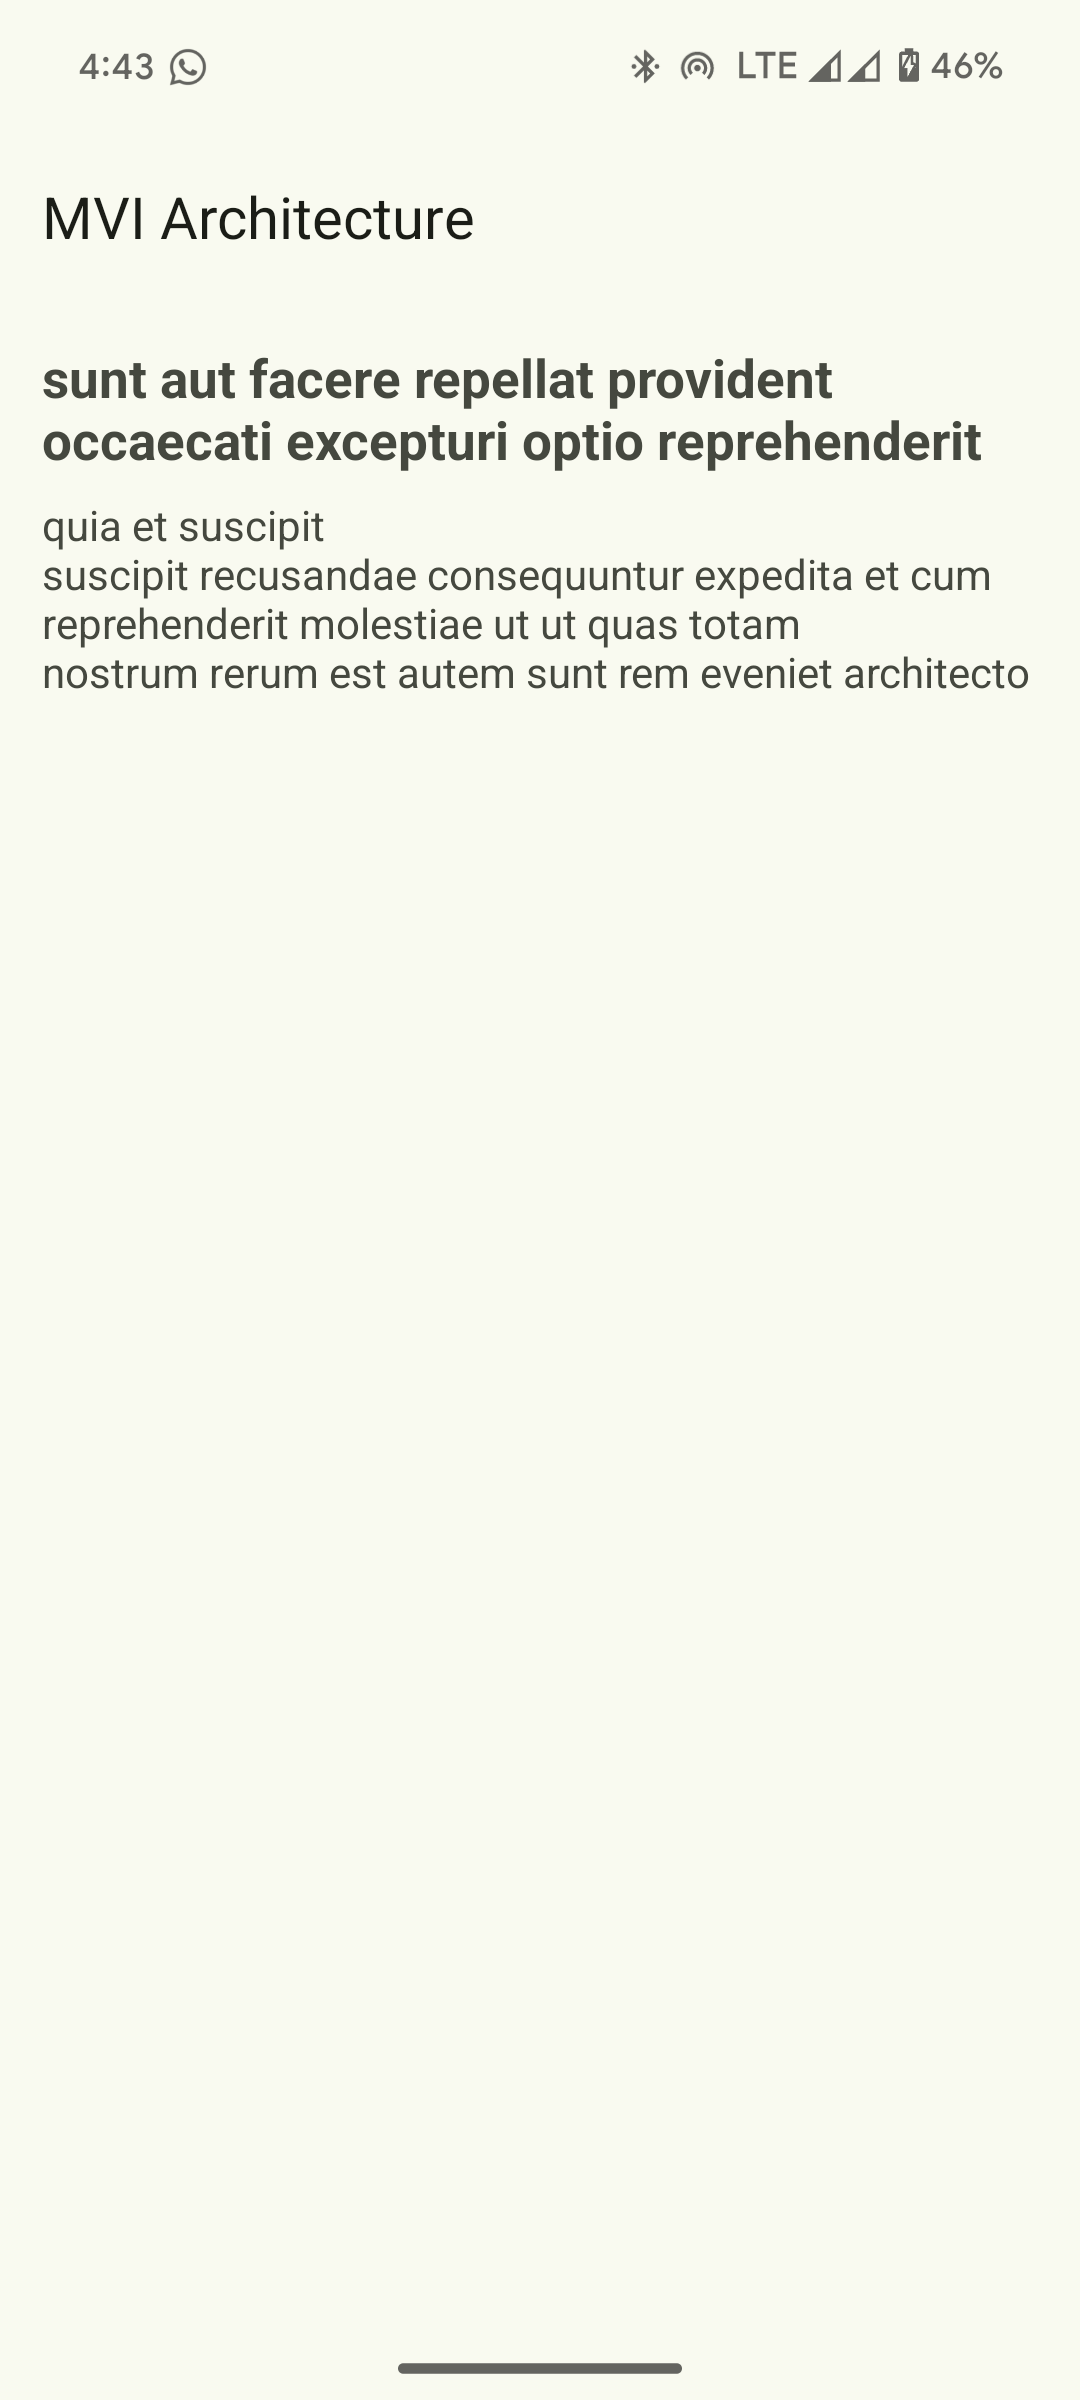 4:43 LTE 46%
MVI Architecture
sunt aut facere repellat provident
occaecati excepturi optio reprehenderit
quia et suscipit
suscipit recusandae consequuntur expedita et cum
reprehenderit molestiae ut ut quas totam
nostrum rerum est autem sunt rem eveniet architecto